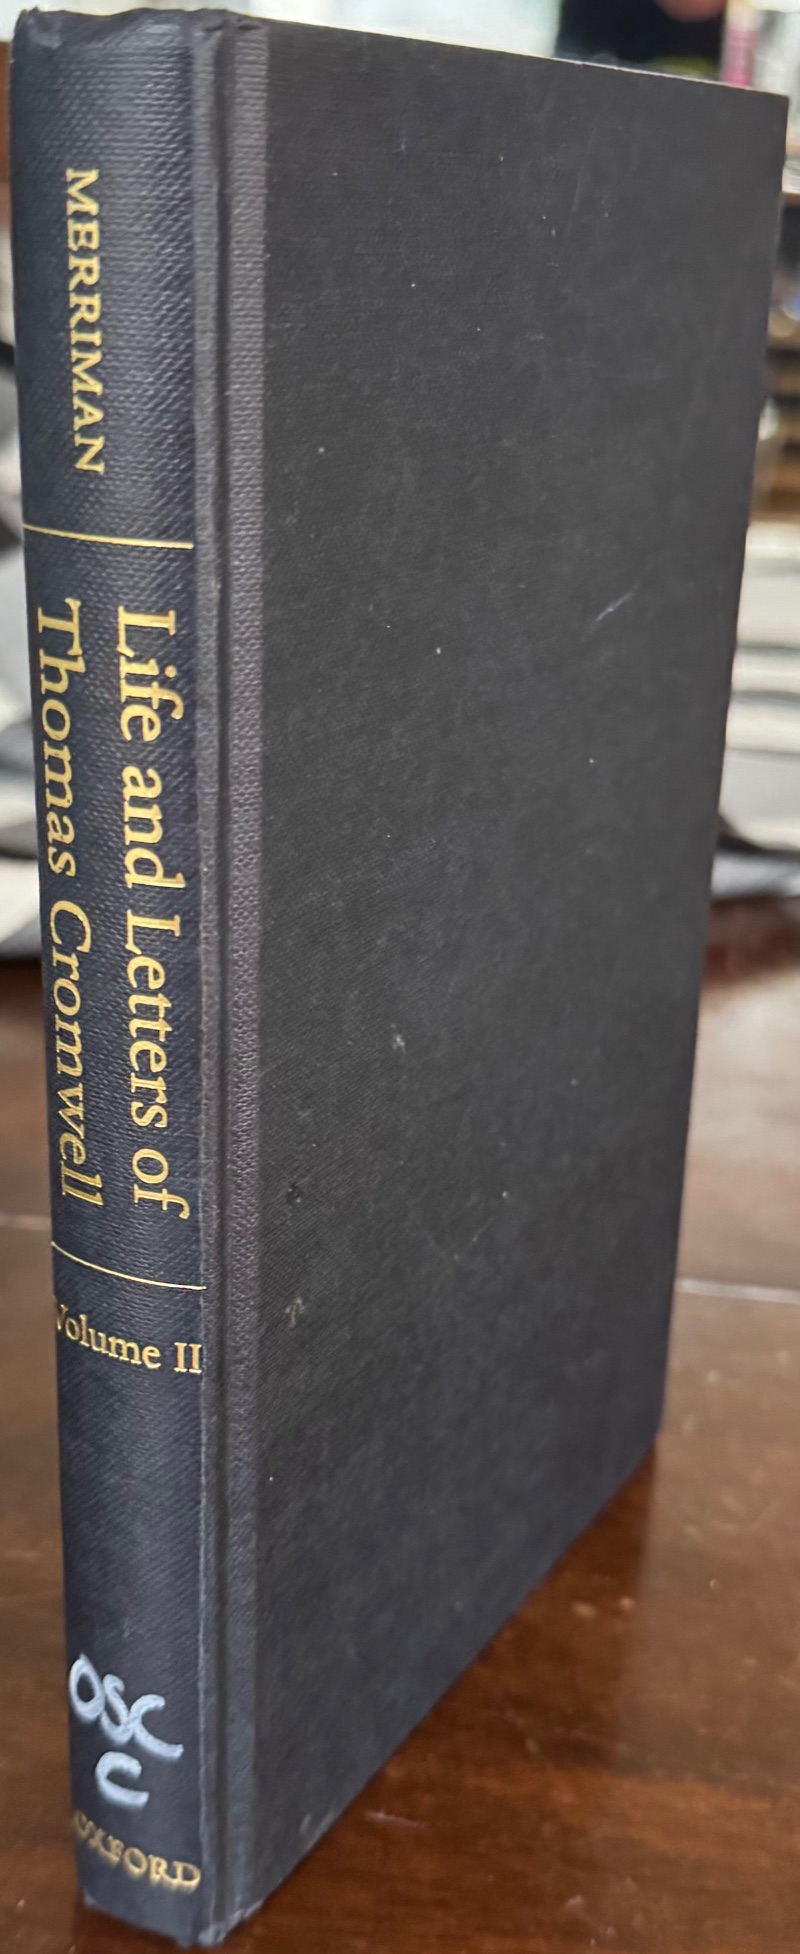 MERRIMAN
Life and Letters of
Thomas Cromwell
Volume II
OSC
C
OXFORD